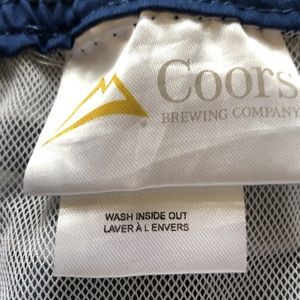 Coors
BREWING COMPANY
WASH INSIDE OUT
LAVER À L ENVERS